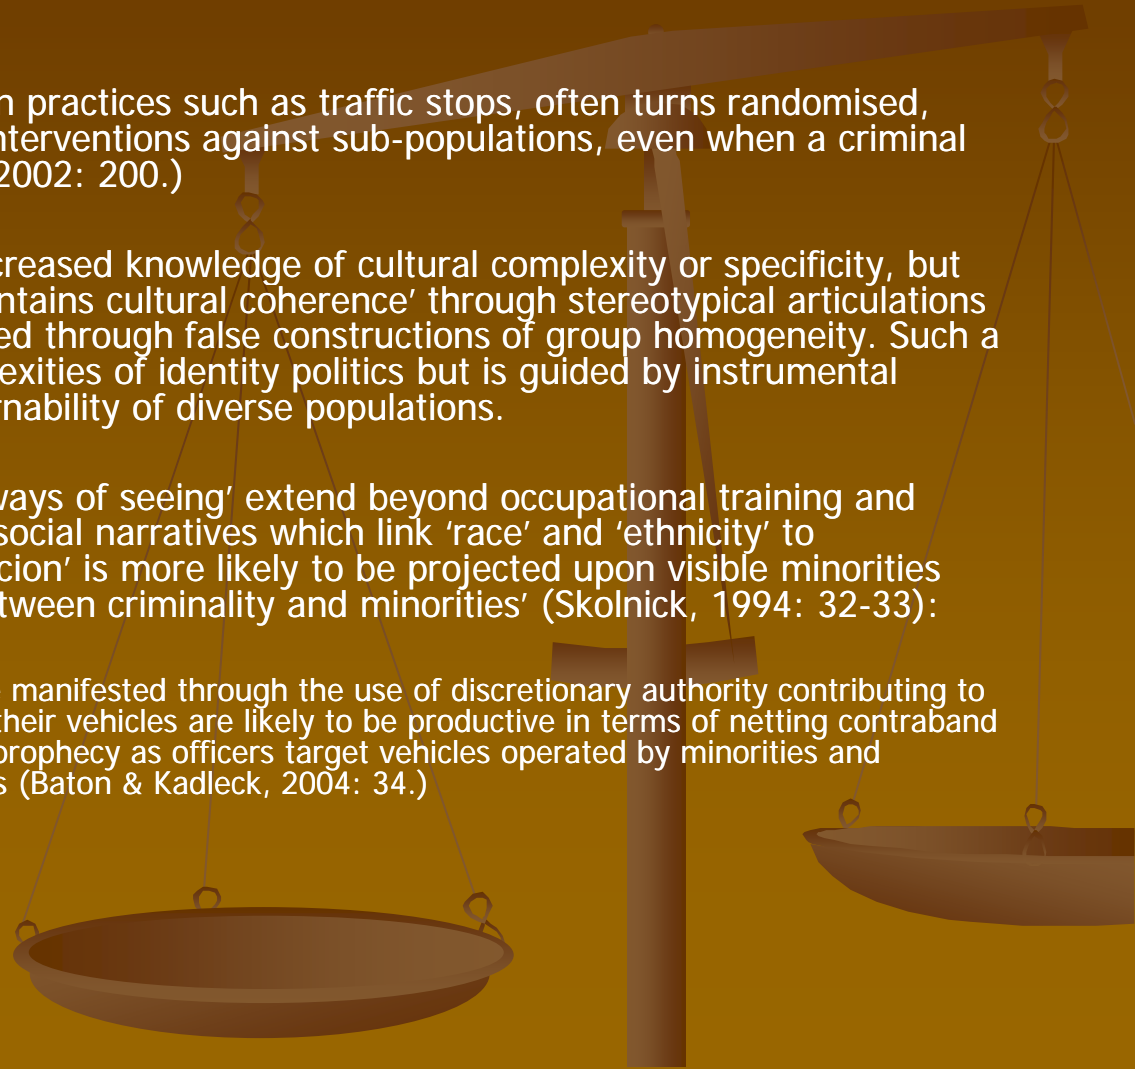 n practices such as traffic stops, often turns randomised,
nterventions against sub-populations, even when a criminal
2002: 200.)
creased knowledge of cultural complexity or specificity, but
ntains cultural coherence’ through stereotypical articulations
ed through false constructions of group homogeneity. Such a
exities of identity politics but is guided by instrumental
rnability of diverse populations.
ways of seeing’ extend beyond occupational training and
social narratives which link ‘race’ and ‘ethnicity’ to
cion’ is more likely to be projected upon visible minorities
tween criminality and minorities’ (Skolnick, 1994: 32-33):
manifested through the use of discretionary authority contributing to
their vehicles are likely to be productive in terms of netting contraband
prophecy as officers target vehicles operated by minorities and
s (Baton & Kadleck, 2004: 34.)